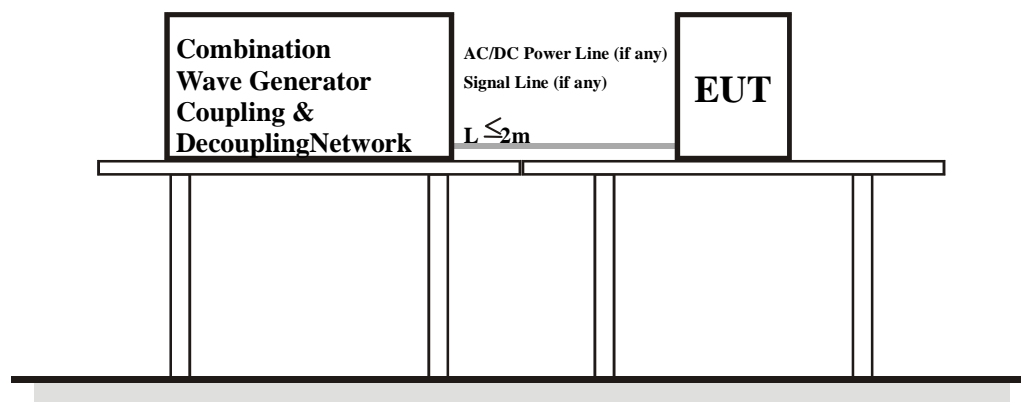 Combination
Wave Generator
Coupling &
DecouplingNetwork
AC/DC Power Line (if any)
Signal Line (if any)
L ≤2m
EUT